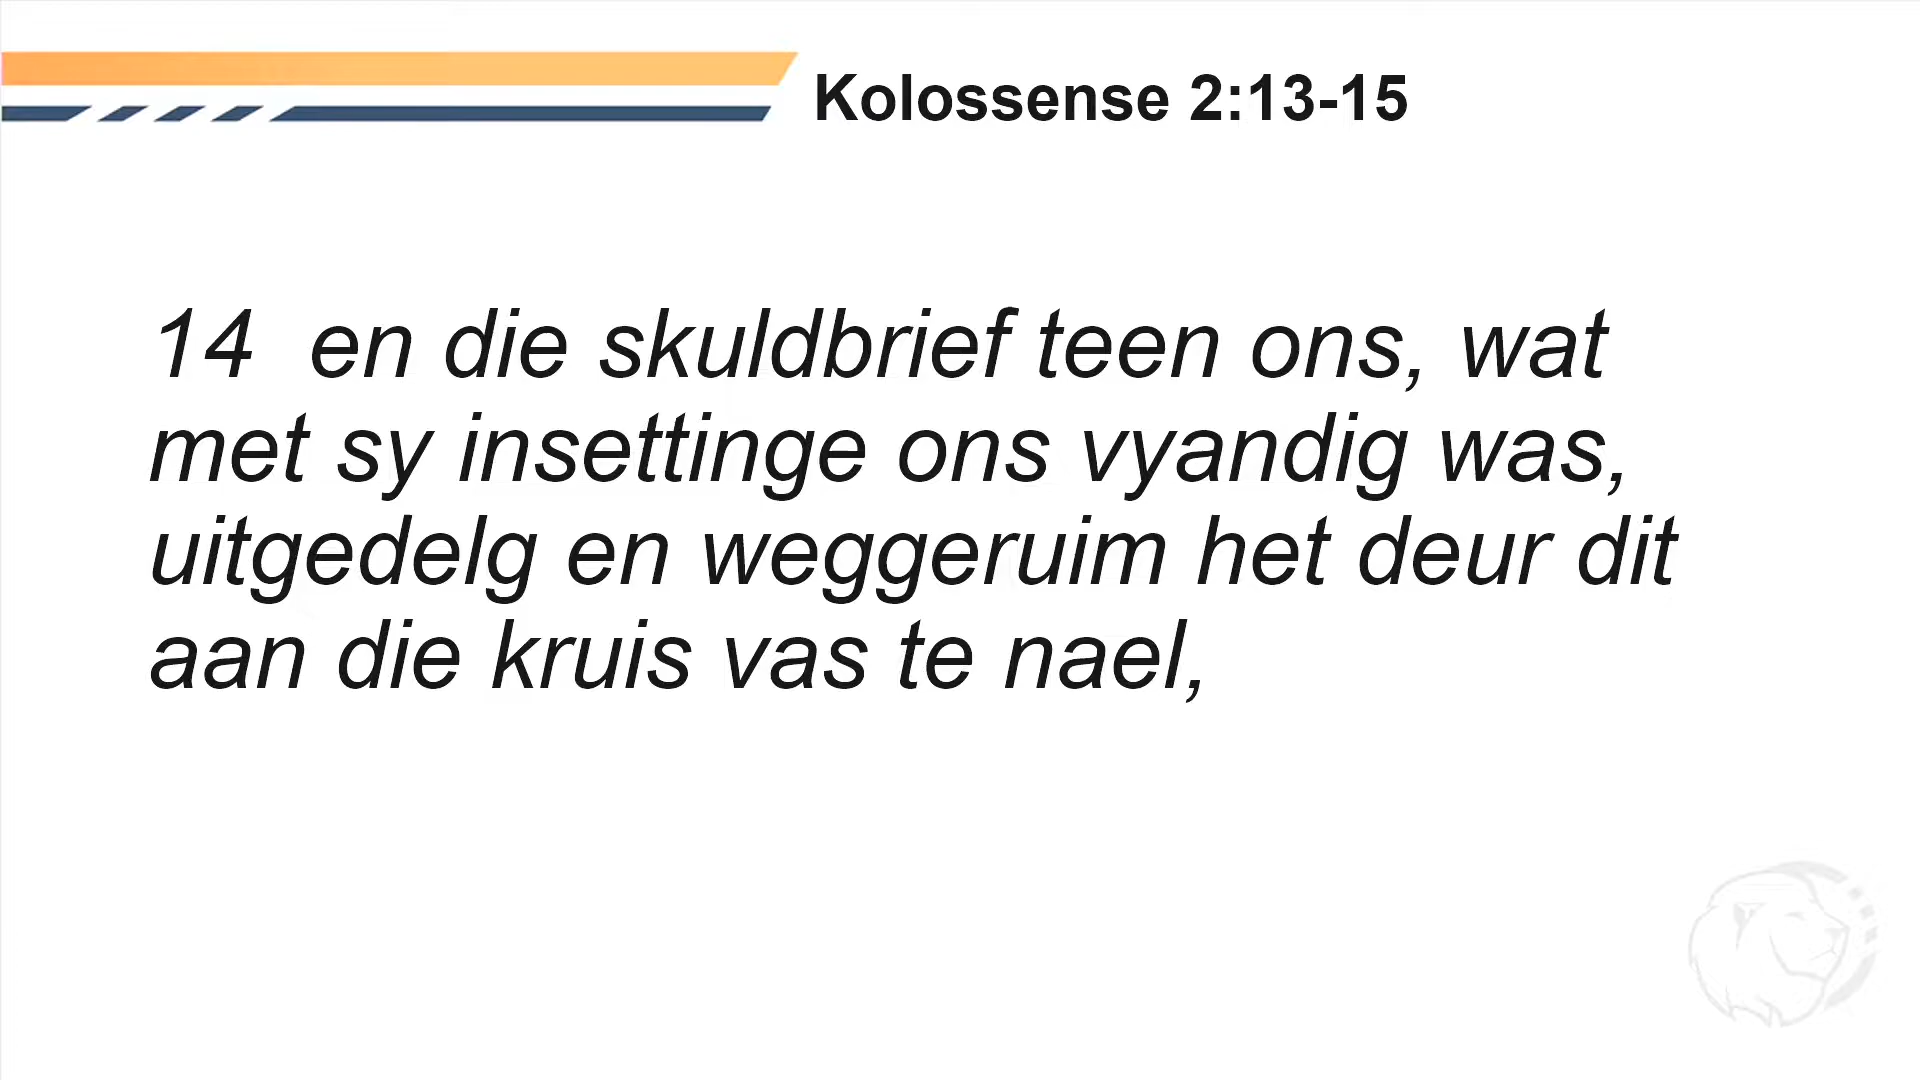 Kolossense 2:13-15
14 en die skuldbrief teen ons, wat
met sy insettinge ons vyandig was,
uitgedelg en weggeruim het deur dit
aan die kruis vas te nael,